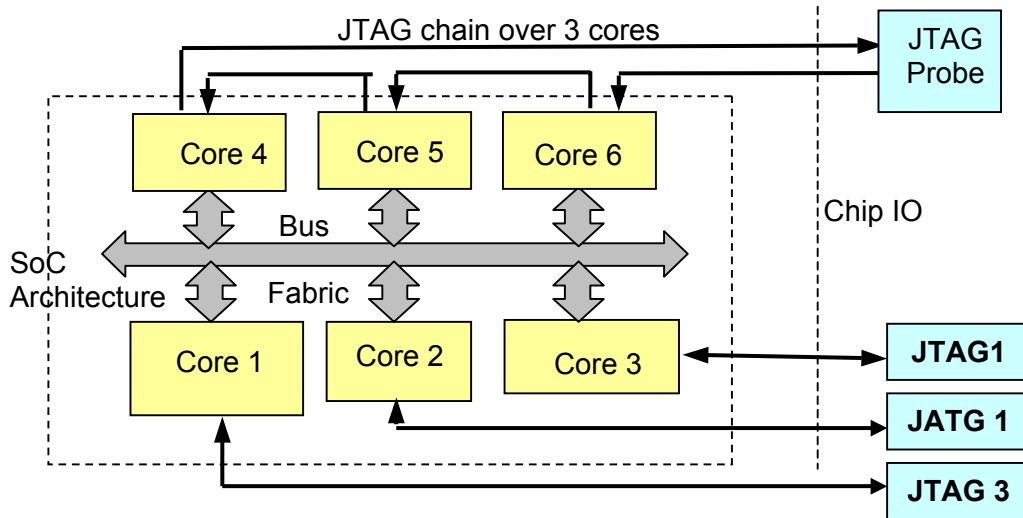 JTAG chain over 3 cores
JTAG
Probe
Core 4
Core 5
Core 6
Chip IO
Bus
SoC
Architecture
Fabric
Core 1
Core 2
Core 3
JTAG1
JATG 1
JTAG 3